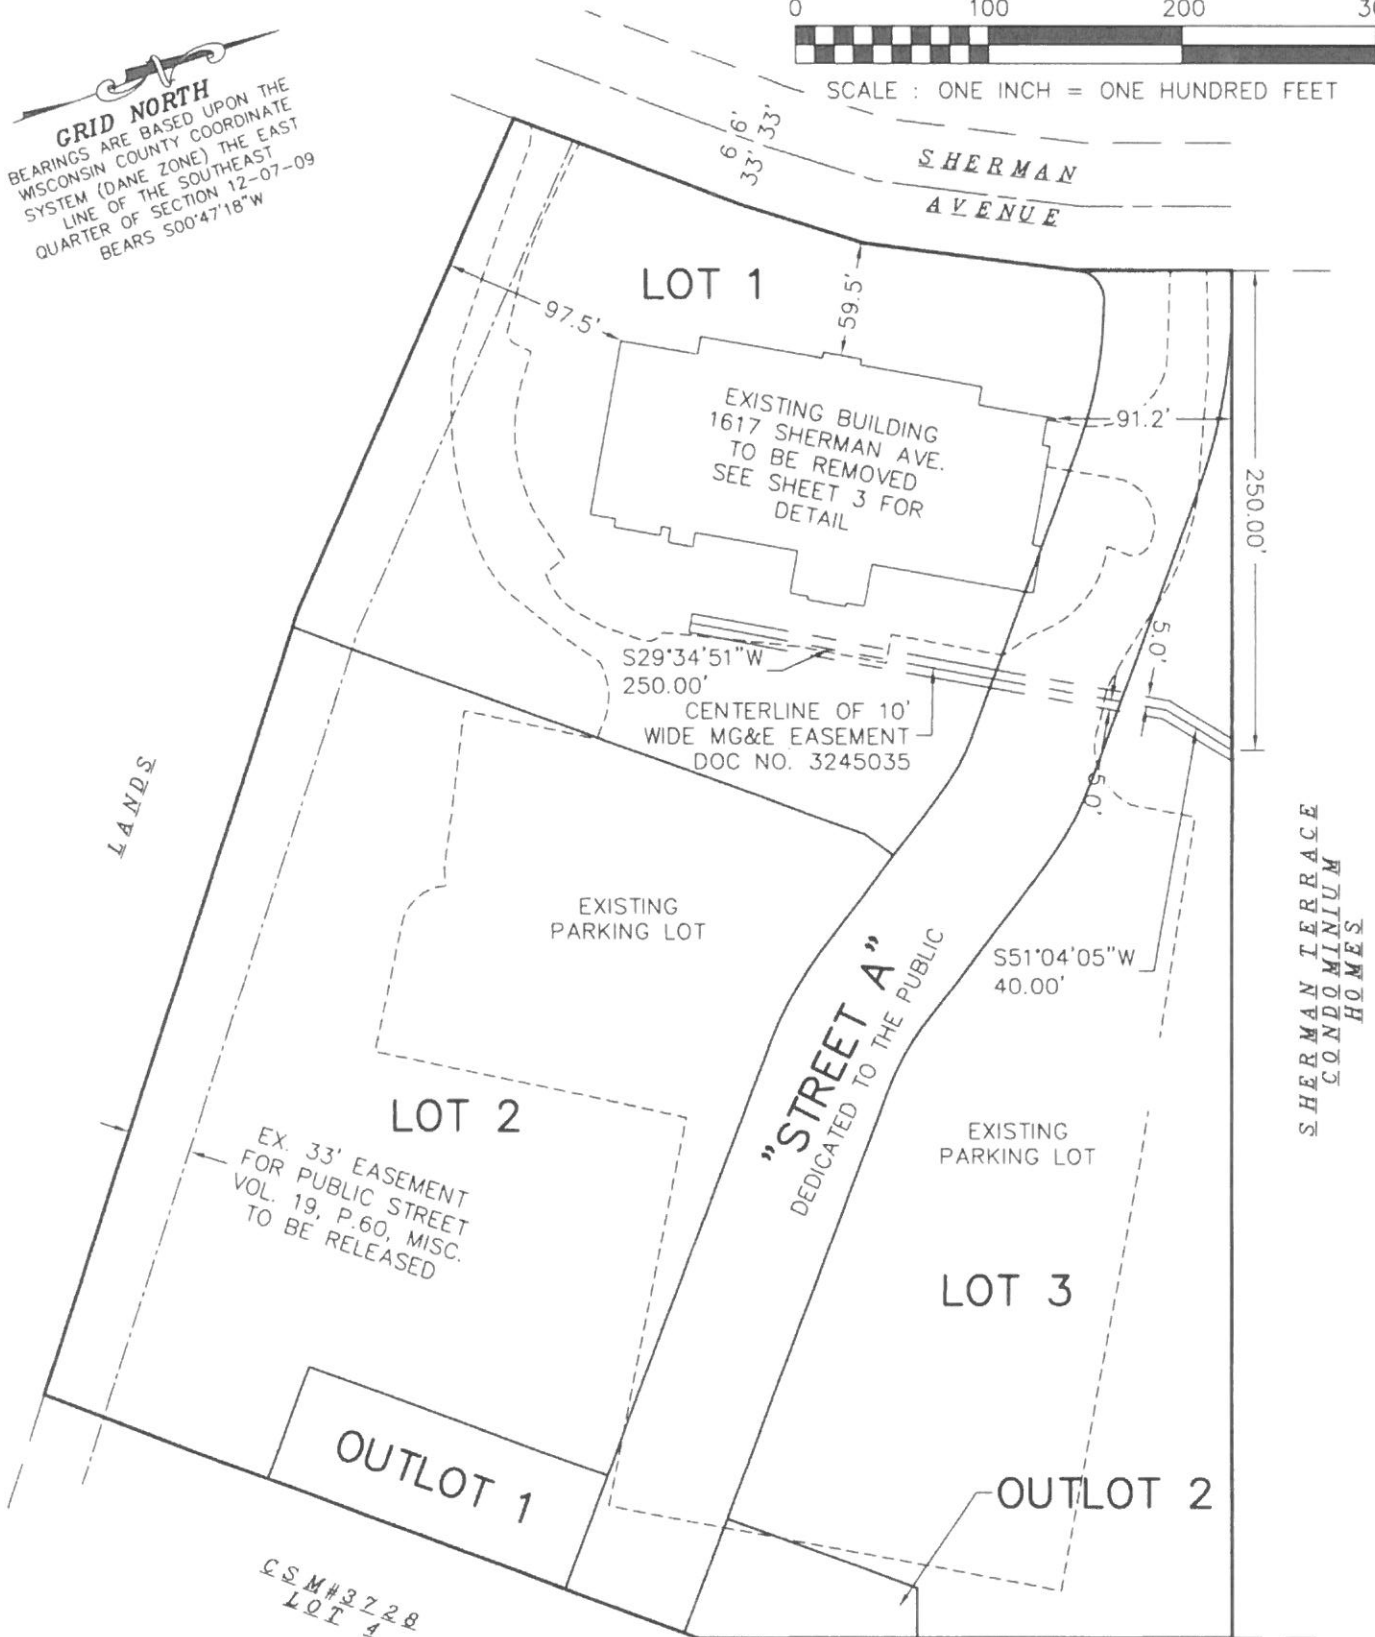 0 100 200
SCALE : ONE INCH = ONE HUNDRED FEET
N
GRID NORTH
BEARINGS ARE BASED UPON THE
WISCONSIN COUNTY COORDINATE
SYSTEM (DANE ZONE) THE EAST
LINE OF THE SOUTHEAST
QUARTER OF SECTION 12-07-09
BEARS S00°47'18"W
66'
33'
33'
SHERMAN
AVENUE
LOT 1
97.5'
59.5'
91.2'
250.00'
EXISTING BUILDING
1617 SHERMAN AVE.
TO BE REMOVED
SEE SHEET 3 FOR
DETAIL
S29°34'51"W
250.00'
5.0'
CENTERLINE OF 10'
WIDE MG&E EASEMENT
DOC NO. 3245035
5.0'
LANDS
EXISTING
PARKING LOT
S51°04'05"W
40.00'
SHERMAN TERRACE
CONDOMINIUM
HOMES
"STREET A"
DEDICATED TO THE PUBLIC
LOT 2
EX. 33' EASEMENT
FOR PUBLIC STREET
VOL. 19, P.60, MISC.
TO BE RELEASED
EXISTING
PARKING LOT
LOT 3
OUTLOT 1
OUTLOT 2
CSM#3728
LOT 4